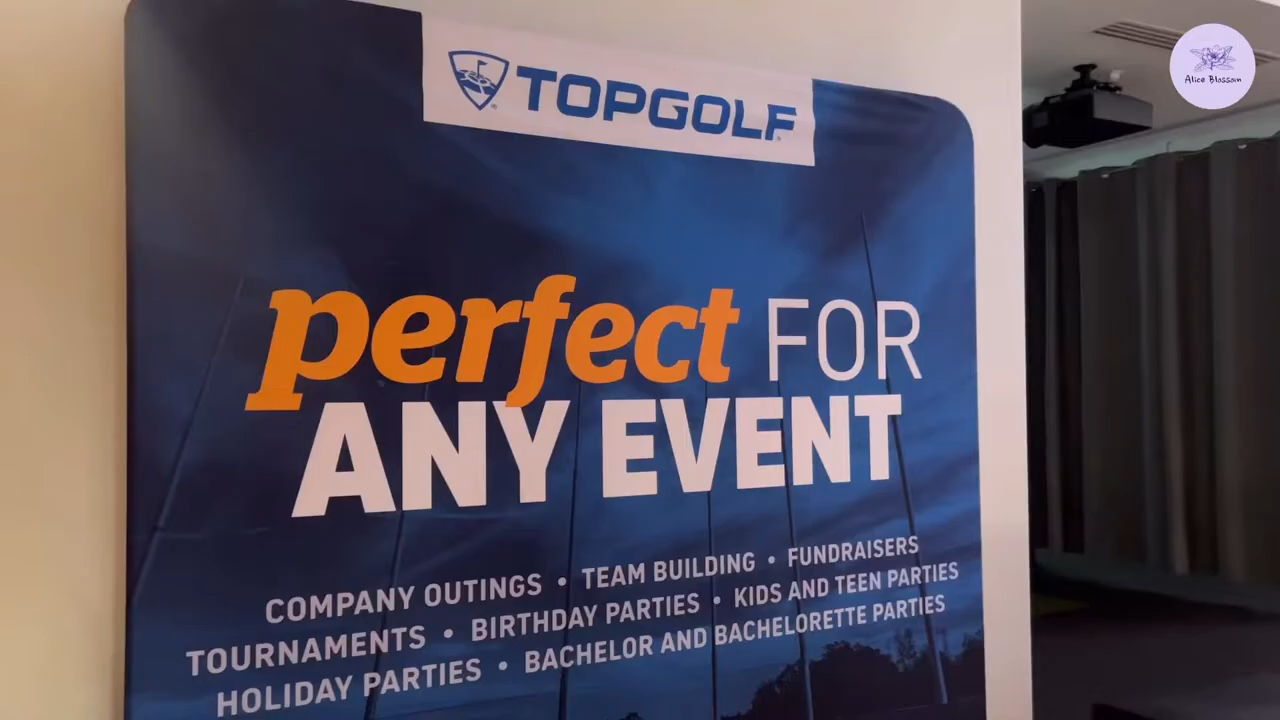 TOPGOLF
perfect FOR
ANY EVENT
COMPANY OUTINGS • TEAM BUILDING • FUNDRAISERS
TOURNAMENTS • BIRTHDAY PARTIES • KIDS AND TEEN PARTIES
HOLIDAY PARTIES • BACHELOR AND BACHELORETTE PARTIES
Alice Blossom